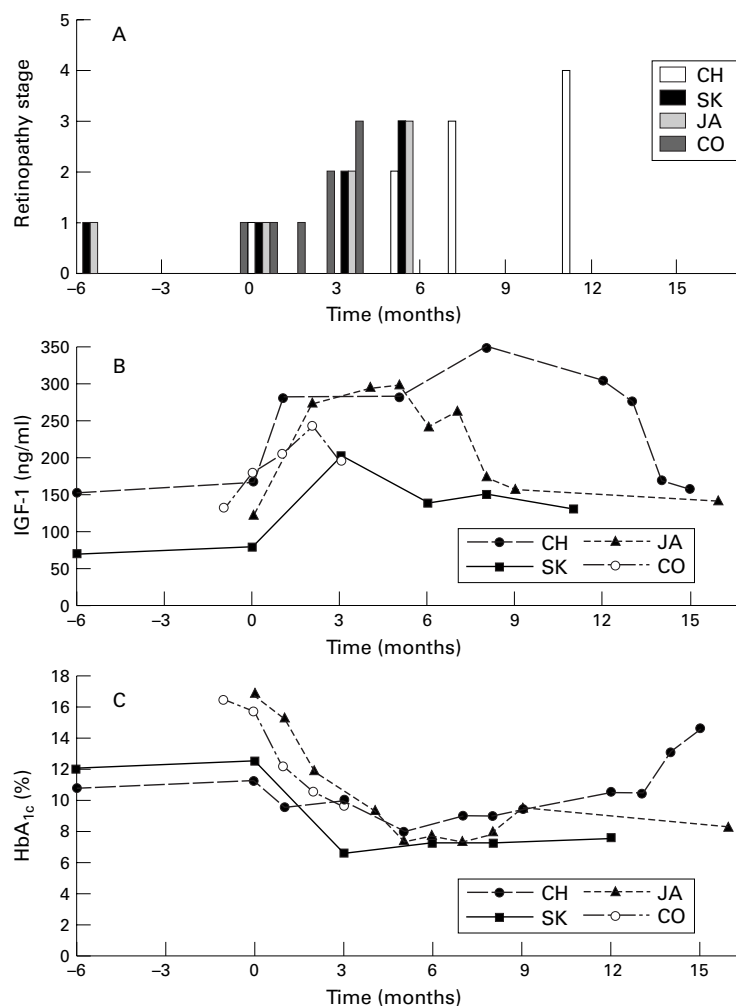 A
5
4
3
2
1
0
Retinopathy stage
CH
SK
JA
CO
−6 −3 0 3 6 9 12 15
Time (months)
B
350
300
250
200
150
100
50
0
IGF-1 (ng/ml)
CH JA
SK CO
−6 −3 0 3 6 9 12 15
Time (months)
C
18
16
14
12
10
8
6
4
2
0
HbA1c (%)
CH JA
SK CO
−6 −3 0 3 6 9 12 15
Time (months)